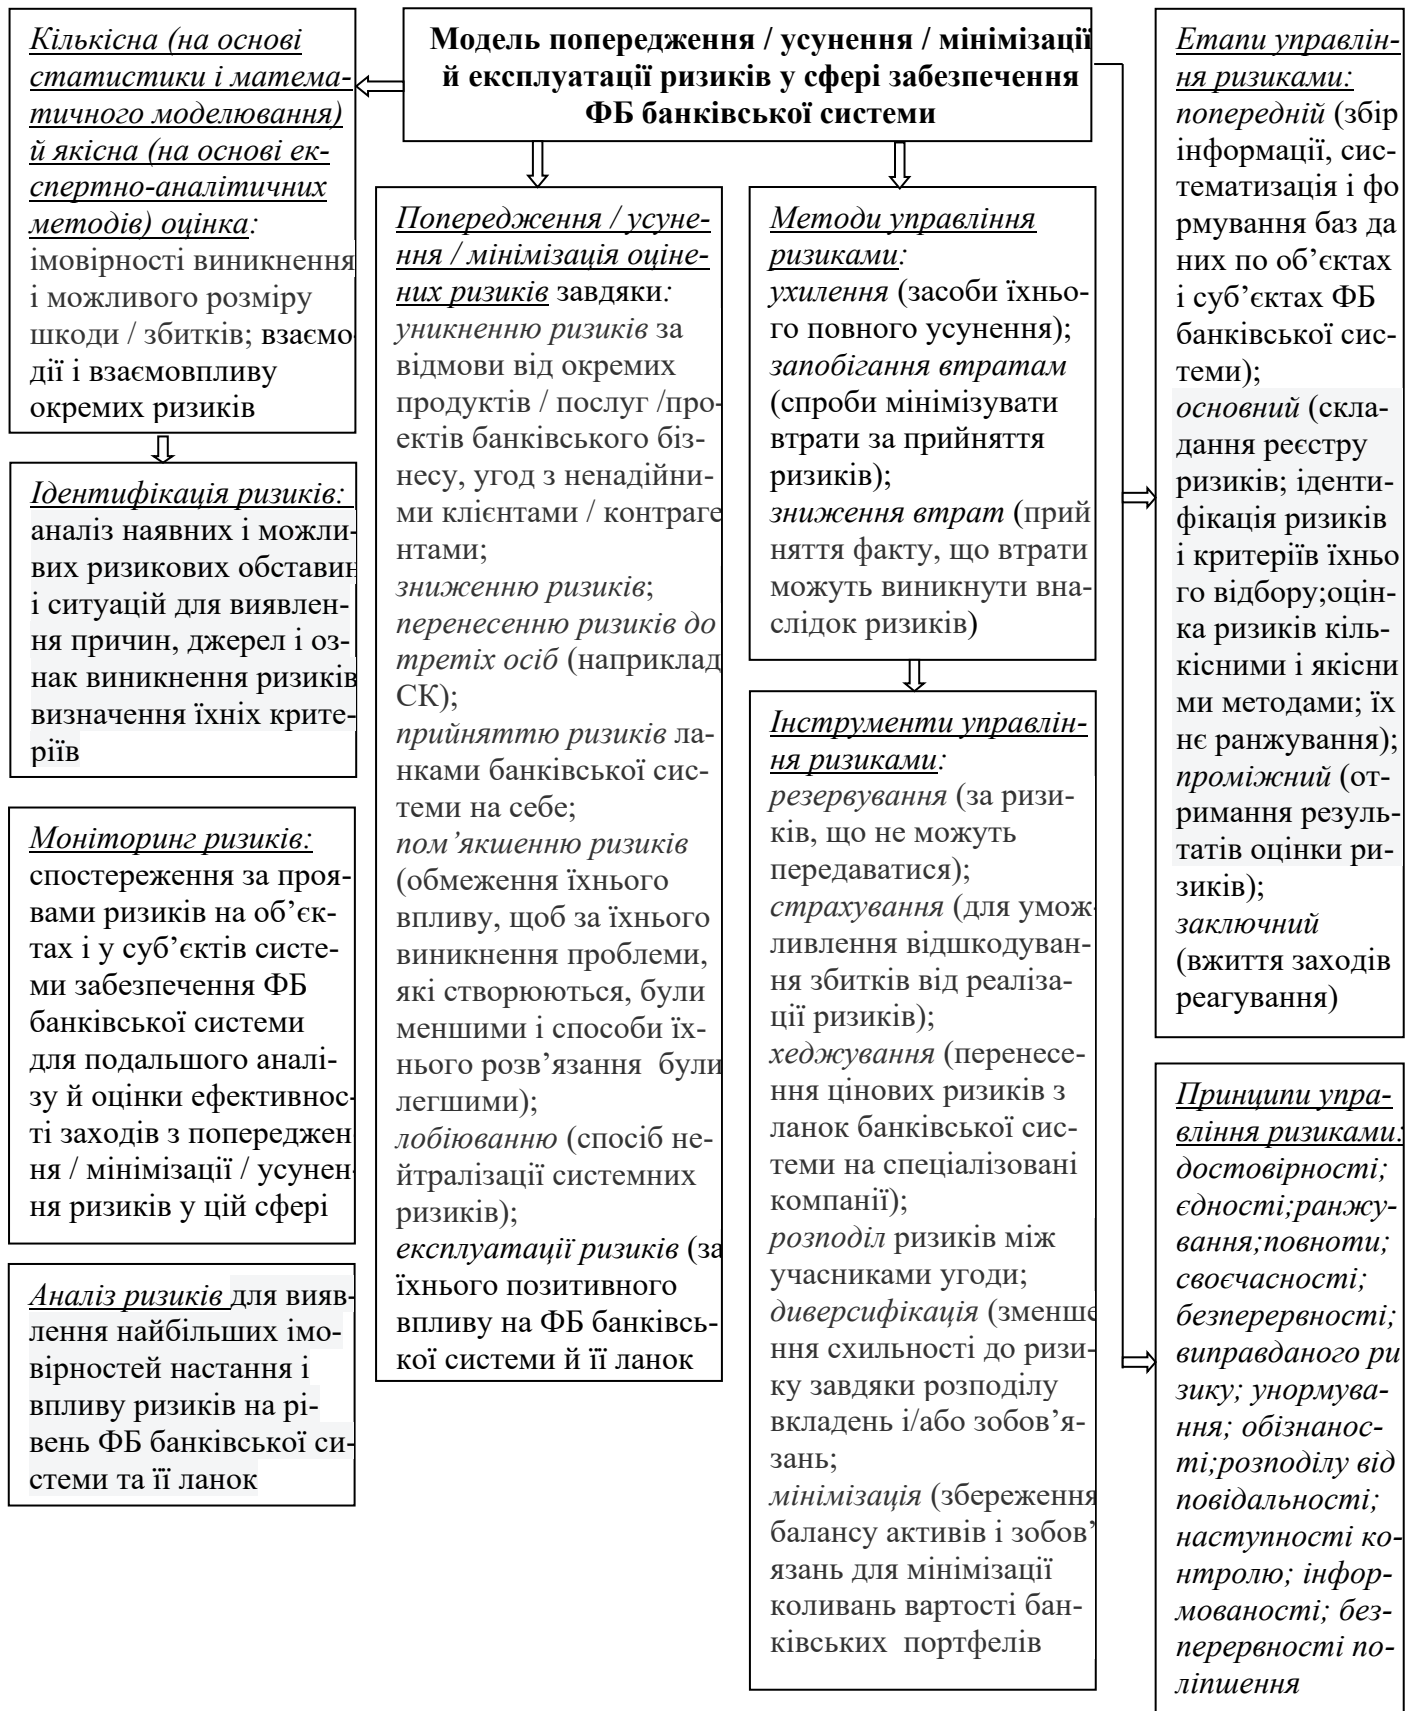 Модель попередження / усунення / мінімізації
й експлуатації ризиків у сфері забезпечення
ФБ банківської системи
Кількісна (на основі
статистики і матема-
тичного моделювання)
й якісна (на основі ек-
спертно-аналітичних
методів) оцінка:
імовірності виникнення
і можливого розміру
шкоди / збитків; взаємо-
дії і взаємовпливу
окремих ризиків
Ідентифікація ризиків:
аналіз наявних і можли-
вих ризикових обставин
і ситуацій для виявлен-
ня причин, джерел і оз-
нак виникнення ризиків
визначення їхніх крите-
ріїв
Моніторинг ризиків:
спостереження за проя-
вами ризиків на об’єк-
тах і у суб’єктів систе-
ми забезпечення ФБ
банківської системи
для подальшого аналі-
зу й оцінки ефективнос-
ті заходів з попереджен
ня / мінімізації / усунен-
ня ризиків у цій сфері
Аналіз ризиків для вияв-
лення найбільших імо-
вірностей настання і
впливу ризиків на рі-
вень ФБ банківської си-
стеми та її ланок
Попередження / усуне-
ння / мінімізація оціне-
них ризиків завдяки:
уникненню ризиків за
відмови від окремих
продуктів / послуг /про-
ектів банківського біз-
несу, угод з ненадійни-
ми клієнтами / контраге
нтами;
зниженню ризиків;
перенесенню ризиків до
третіх осіб (наприклад
СК);
прийняттю ризиків ла-
нками банківської сис-
теми на себе;
пом’якшенню ризиків
(обмеження їхнього
впливу, щоб за їхнього
виникнення проблеми,
які створюються, були
меншими і способи їх-
нього розв’язання були
легшими);
лобіюванню (спосіб не-
йтралізації системних
ризиків);
експлуатації ризиків (за
їхнього позитивного
впливу на ФБ банківсь-
кої системи й її ланок
Методи управління
ризиками:
ухилення (засоби їхньо-
го повного усунення);
запобігання втратам
(спроби мінімізувати
втрати за прийняття
ризиків);
зниження втрат (прий
няття факту, що втрати
можуть виникнути вна-
слідок ризиків)
Інструменти управлін-
ня ризиками:
резервування (за ризи-
ків, що не можуть
передаватися);
страхування (для умож-
ливлення відшкодуван-
ня збитків від реаліза-
ції ризиків);
хеджування (перенесе-
ння цінових ризиків з
ланок банківської сис-
теми на спеціалізовані
компанії);
розподіл ризиків між
учасниками угоди;
диверсифікація (зменше
ння схильності до ризи-
ку завдяки розподілу
вкладень і/або зобов’я-
зань;
мінімізація (збереження
балансу активів і зобов’
язань для мінімізації
коливань вартості бан-
ківських портфелів
Етапи управлін-
ня ризиками:
попередній (збір
інформації, сис-
тематизація і фо
рмування баз да
них по об’єктах
і суб’єктах ФБ
банківської сис-
теми);
основний (скла-
дання реєстру
ризиків; іденти-
фікація ризиків
і критеріїв їхньо
го відбору;оцін-
ка ризиків кіль-
кісними і якісни
ми методами; їх
нє ранжування);
проміжний (от-
римання резуль-
татів оцінки ри-
зиків);
заключний
(вжиття заходів
реагування)
Принципи упра-
вління ризиками:
достовірності;
єдності;ранжу-
вання;повноти;
своєчасності;
безперервності;
виправданого ри
зику; унормува-
ння; обізнанос-
ті;розподілу від
повідальності;
наступності ко-
нтролю; інфор-
мованості; без-
перервності по-
ліпшення